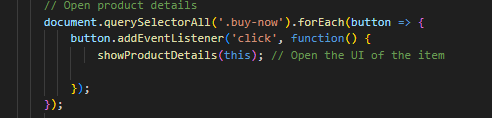 // Open product details
document.querySelectorAll('.buy-now').forEach(button => {
button.addEventListener('click', function() {
showProductDetails(this); // Open the UI of the item
});
});